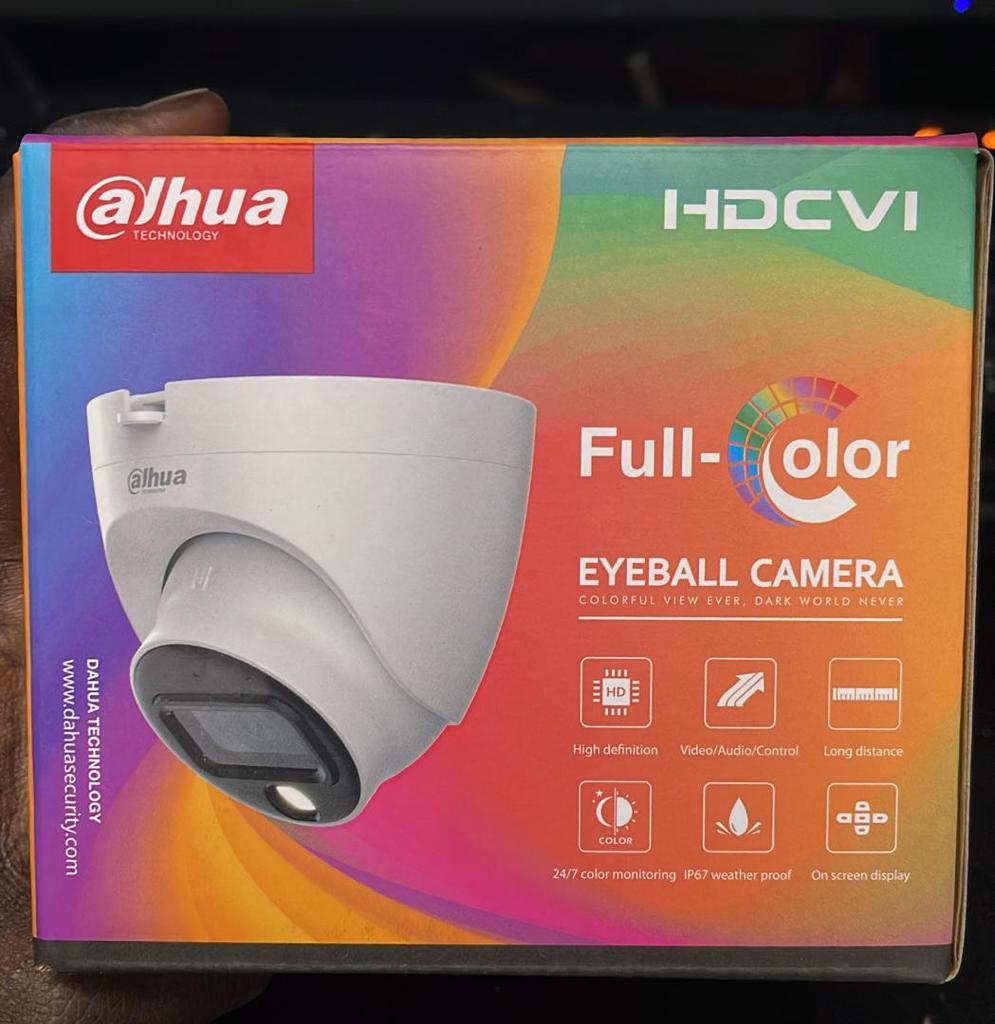 alhua
TECHNOLOGY
HDCVI
alhua
Full-Color
EYEBALL CAMERA
COLORFUL VIEW EVER, DARK WORLD NEVER
HD
High definition
Video/Audio/Control
Long distance
COLOR
24/7 color monitoring
IP67 weather proof
On screen display
DAHUA TECHNOLOGY
www.dahuasecurity.com